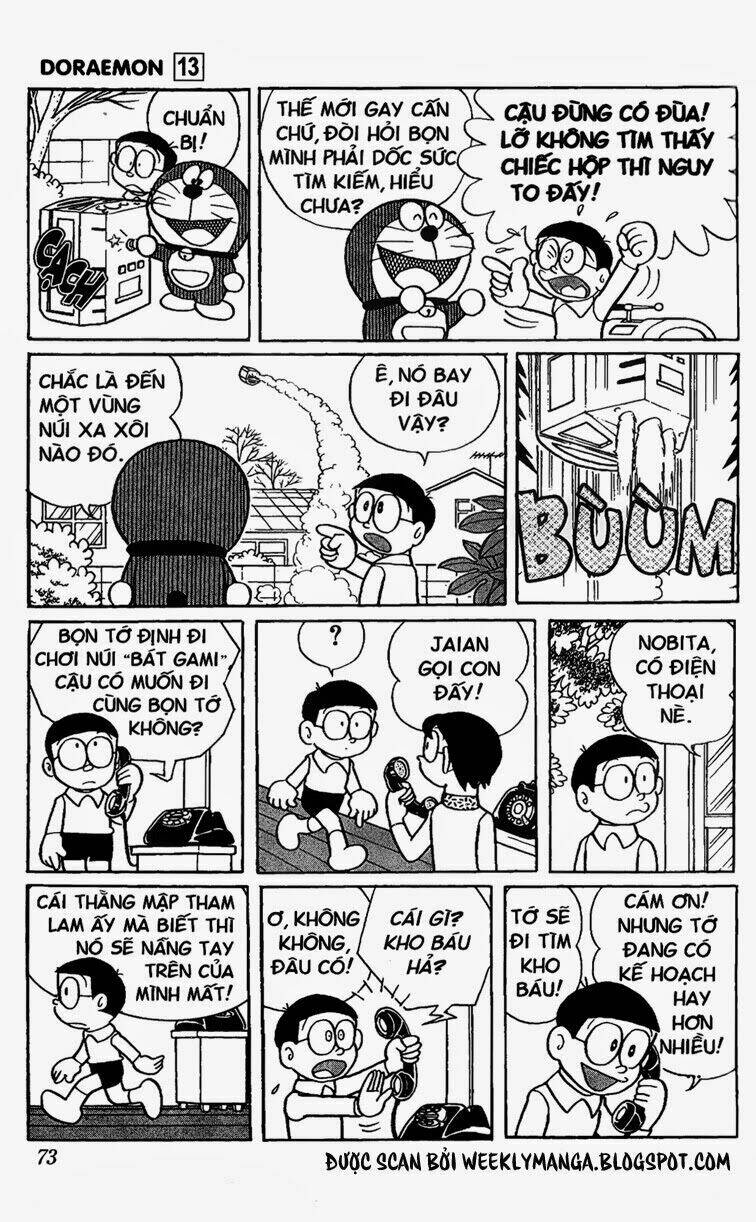 DORAEMON 13
CẬU ĐỪNG CÓ ĐÙA!
LỠ KHÔNG TÌM THẤY
CHIẾC HỘP THÌ NGUY
TO ĐẤY!
THẾ MỚI GAY CẤN
CHỨ, ĐÒI HỎI BỌN
MÌNH PHẢI DỐC SỨC
TÌM KIẾM, HIỂU
CHƯA?
CHUẨN
BỊ!
CẠCH
BÙÙM
Ê, NÓ BAY
ĐI ĐÂU
VẬY?
CHẮC LÀ ĐẾN
MỘT VÙNG
NÚI XA XÔI
NÀO ĐÓ.
NOBITA,
CÓ ĐIỆN
THOẠI
NÈ.
JAIAN
GỌI CON
ĐẤY!
?
BỌN TỚ ĐỊNH ĐI
CHƠI NÚI "BÁT GAMI",
CẬU CÓ MUỐN ĐI
CÙNG BỌN TỚ
KHÔNG?
CÁM ƠN!
NHƯNG TỚ
ĐANG CÓ
KẾ HOẠCH
HAY
HƠN
NHIỀU!
TỚ SẼ
ĐI TÌM
KHO
BÁU!
CÁI GÌ?
KHO BÁU
HẢ?
Ơ, KHÔNG
KHÔNG,
ĐÂU CÓ!
CÁI THẰNG MẬP THAM
LAM ẤY MÀ BIẾT THÌ
NÓ SẼ NẪNG TAY
TRÊN CỦA
MÌNH MẤT!
73
ĐƯỢC SCAN BỞI WEEKLYMANGA.BLOGSPOT.COM